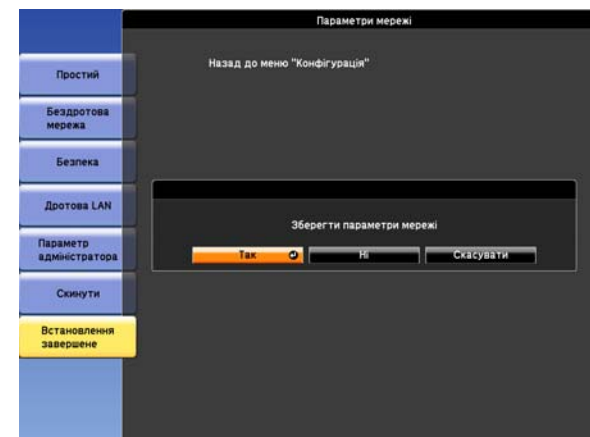 Параметри мережі
Назад до меню "Конфігурація"
Простий
Бездротова
мережа
Безпека
Дротова LAN
Параметр
адміністратора
Скинути
Встановлення
завершене
Зберегти параметри мережі
Так
Ні
Скасувати